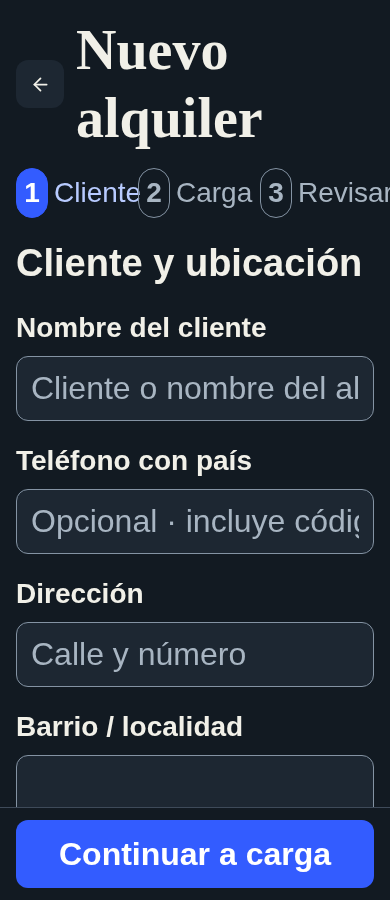 Nuevo
alquiler
1 Cliente 2 Carga 3 Revisar
Cliente y ubicación
Nombre del cliente
Cliente o nombre del al
Teléfono con país
Opcional · incluye códig
Dirección
Calle y número
Barrio / localidad
Continuar a carga